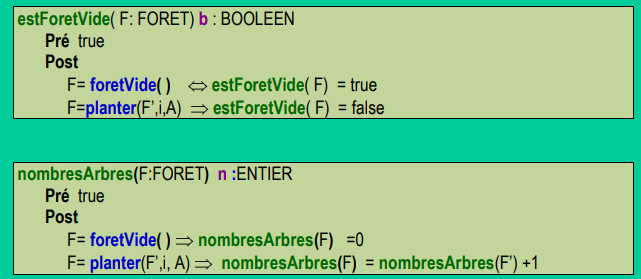 estForetVide( F: FORET) b : BOOLEEN
Pré true
Post
F= foretVide( ) ⇔ estForetVide( F) = true
F=planter(F',i,A) ⇒ estForetVide( F) = false
nombresArbres(F:FORET) n :ENTIER
Pré true
Post
F= foretVide( ) ⇒ nombresArbres(F) =0
F= planter(F',i, A) ⇒ nombresArbres(F) = nombresArbres(F') +1